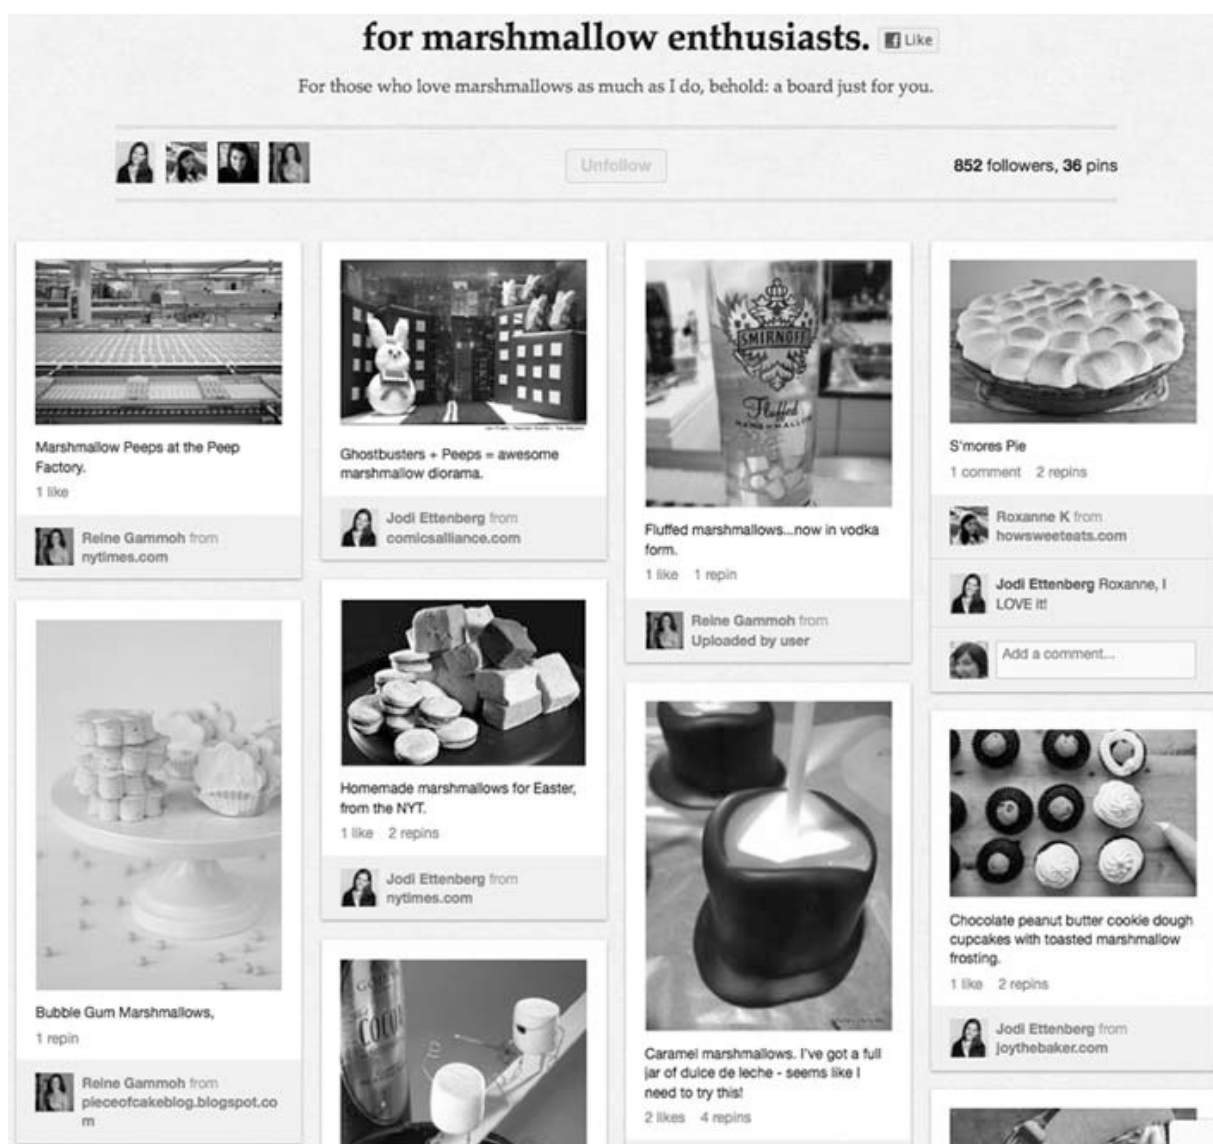 for marshmallow enthusiasts.
Like
For those who love marshmallows as much as I do, behold: a board just for you.
Unfollow
852 followers, 36 pins
Marshmallow Peeps at the Peep
Factory.
1 like
Reine Gammoh from
nytimes.com
Bubble Gum Marshmallows,
1 repin
Reine Gammoh from
pieceofcakeblog.blogspot.co
m
Ghostbusters + Peeps = awesome
marshmallow diorama.
Jodi Ettenberg from
comicsalliance.com
Homemade marshmallows for Easter,
from the NYT.
1 like 2 repins
Jodi Ettenberg from
nytimes.com
SMIRNOFF
Fluffed
MARSHMALLOW
Fluffed marshmallows...now in vodka
form.
1 like 1 repin
Reine Gammoh from
Uploaded by user
Caramel marshmallows. I've got a full
jar of dulce de leche - seems like I
need to try this!
2 likes 4 repins
S'mores Pie
1 comment 2 repins
Roxanne K from
howsweeteats.com
Jodi Ettenberg Roxanne, I
LOVE it!
Add a comment...
Chocolate peanut butter cookie dough
cupcakes with toasted marshmallow
frosting.
1 like 2 repins
Jodi Ettenberg from
joythebaker.com